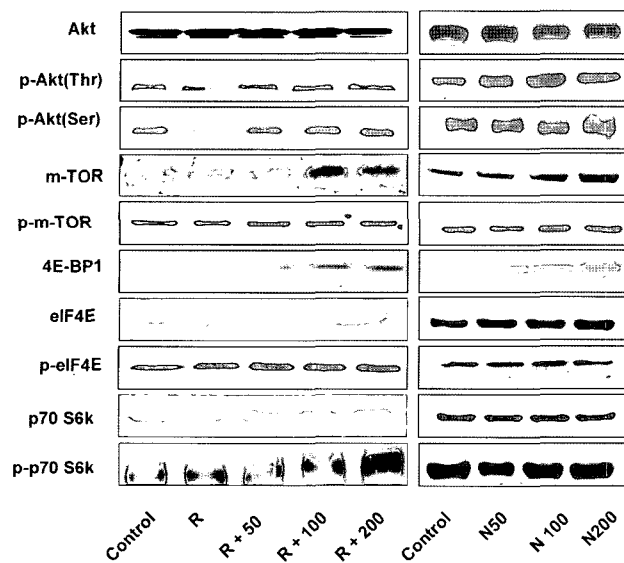 Akt
p-Akt(Thr)
p-Akt(Ser)
m-TOR
p-m-TOR
4E-BP1
eIF4E
p-eIF4E
p70 S6k
p-p70 S6k
Control R R + 50 R + 100 R + 200 Control N50 N 100 N200